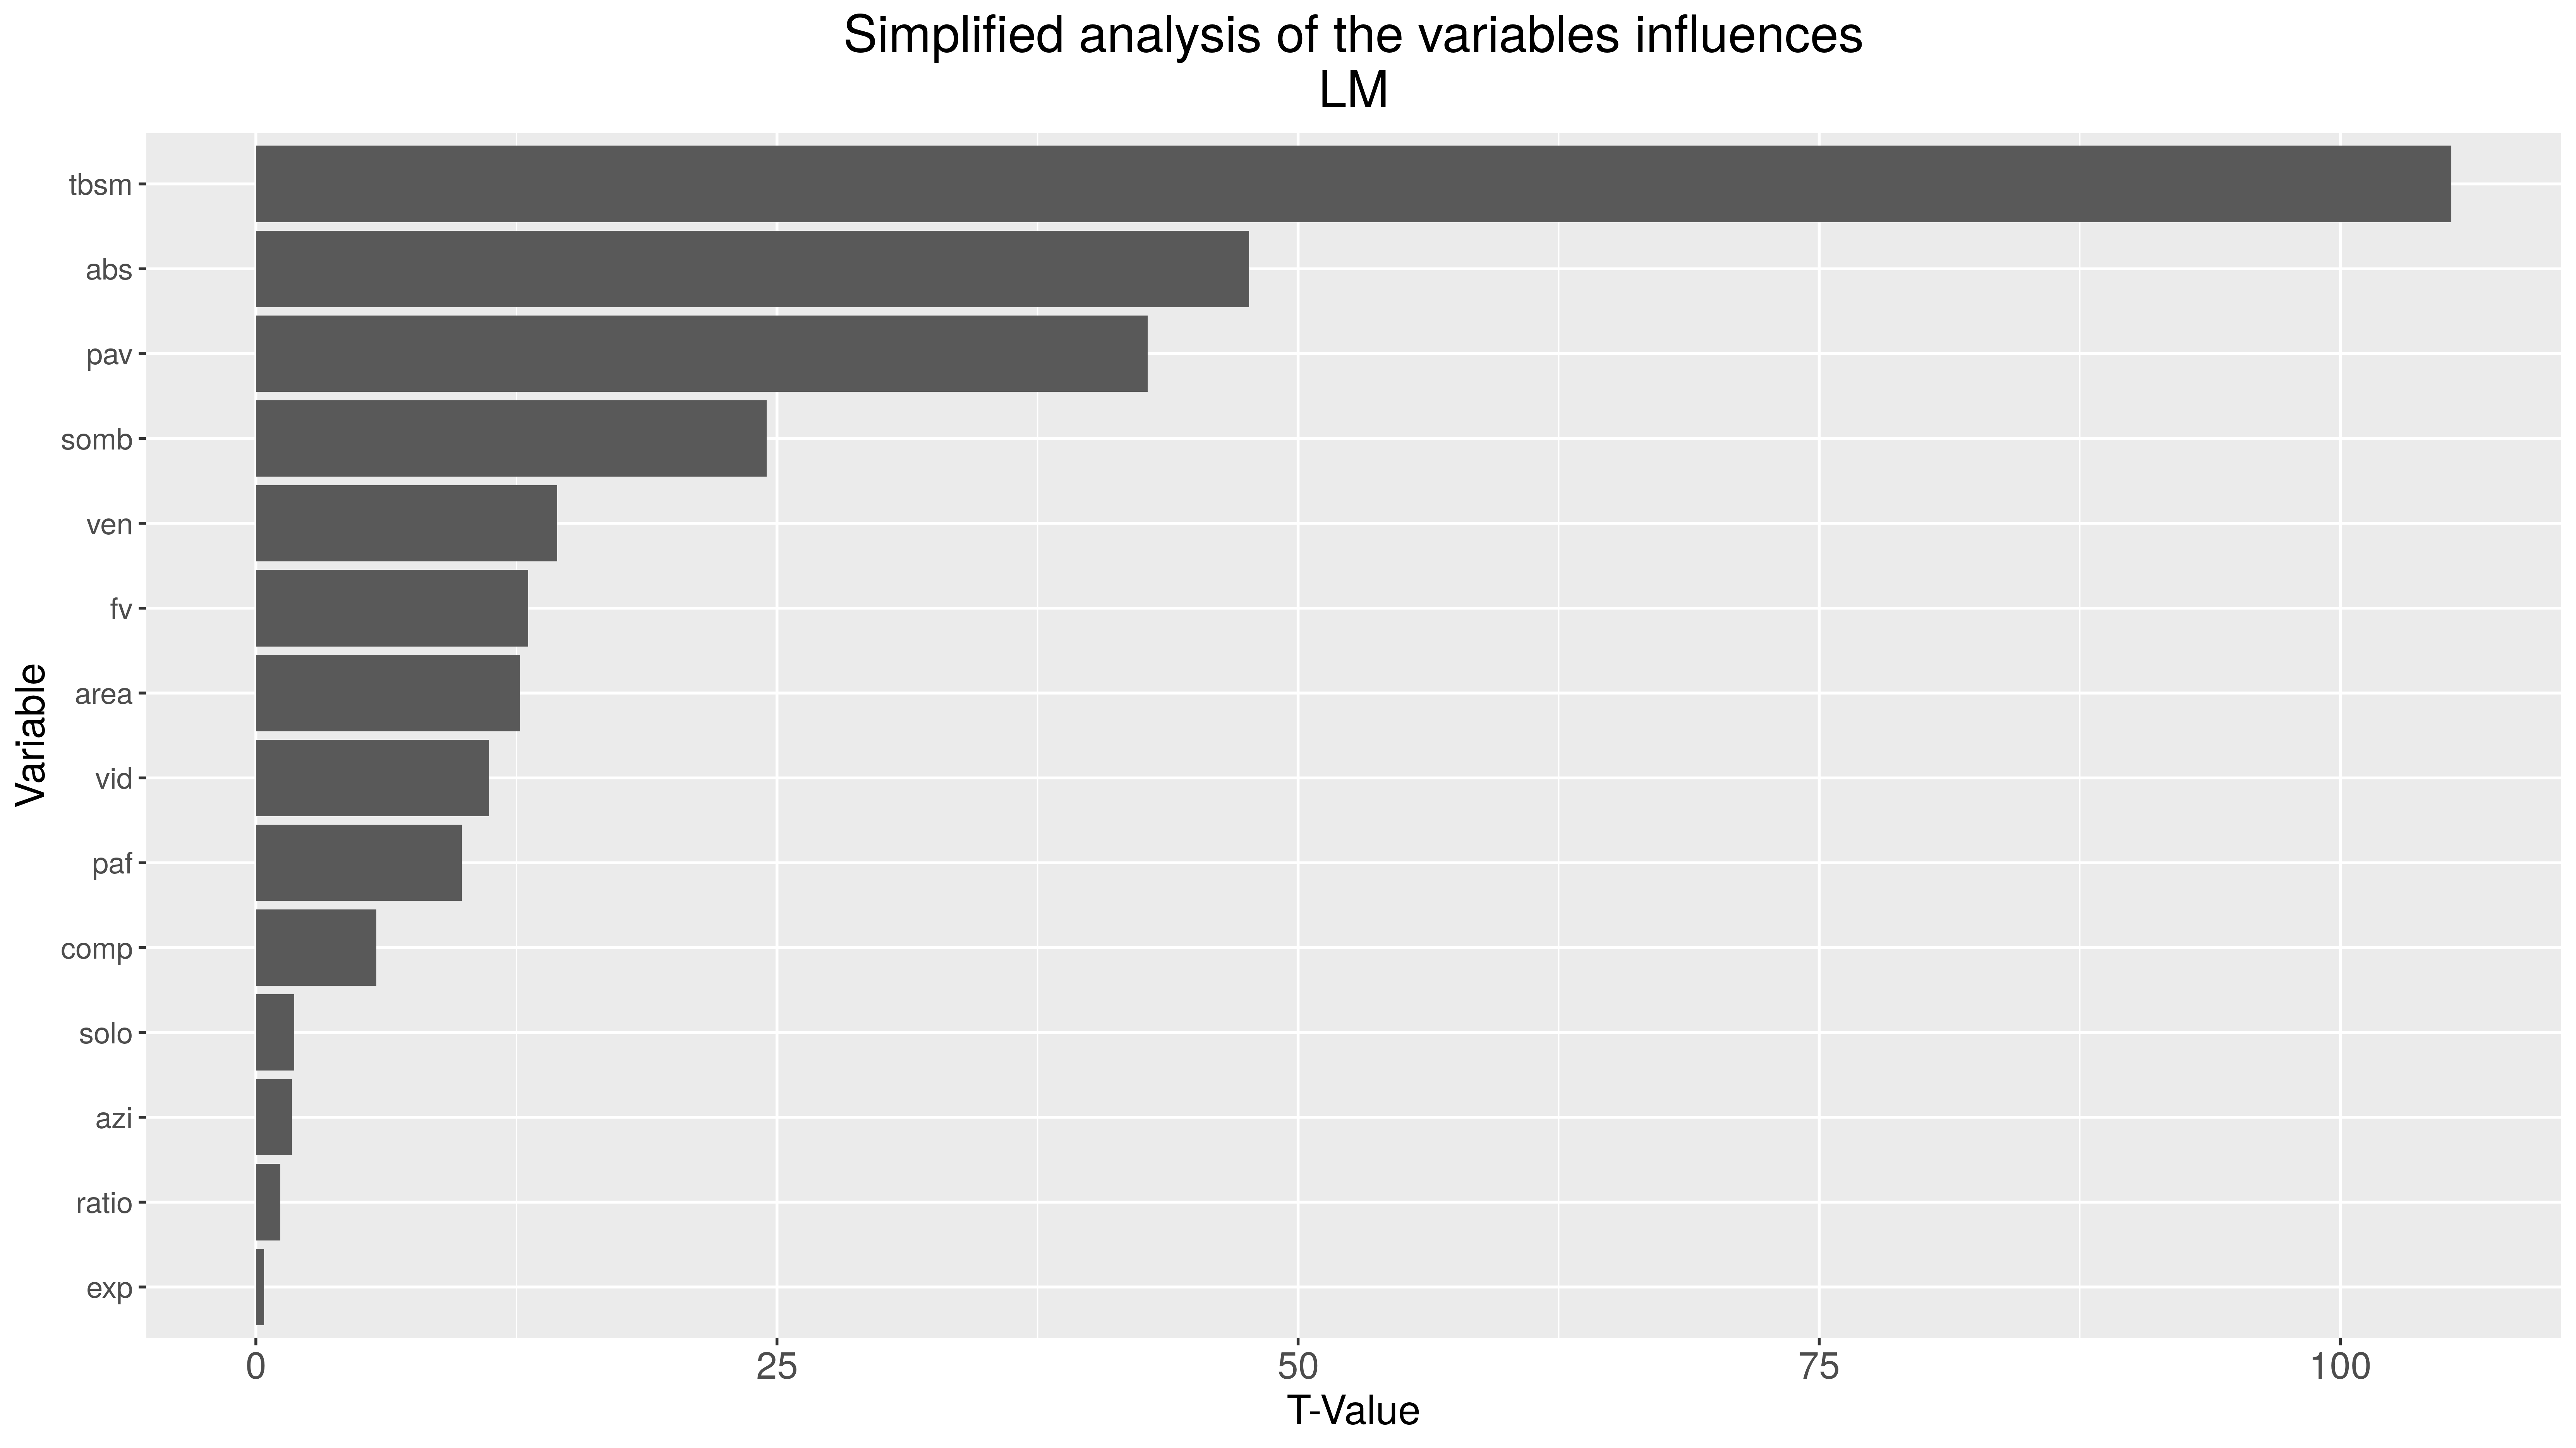 Simplified analysis of the variables influences
LM
tbsm
abs
pav
somb
ven
fv
area
vid
paf
comp
solo
azi
ratio
exp
Variable
0 25 50 75 100
T-Value